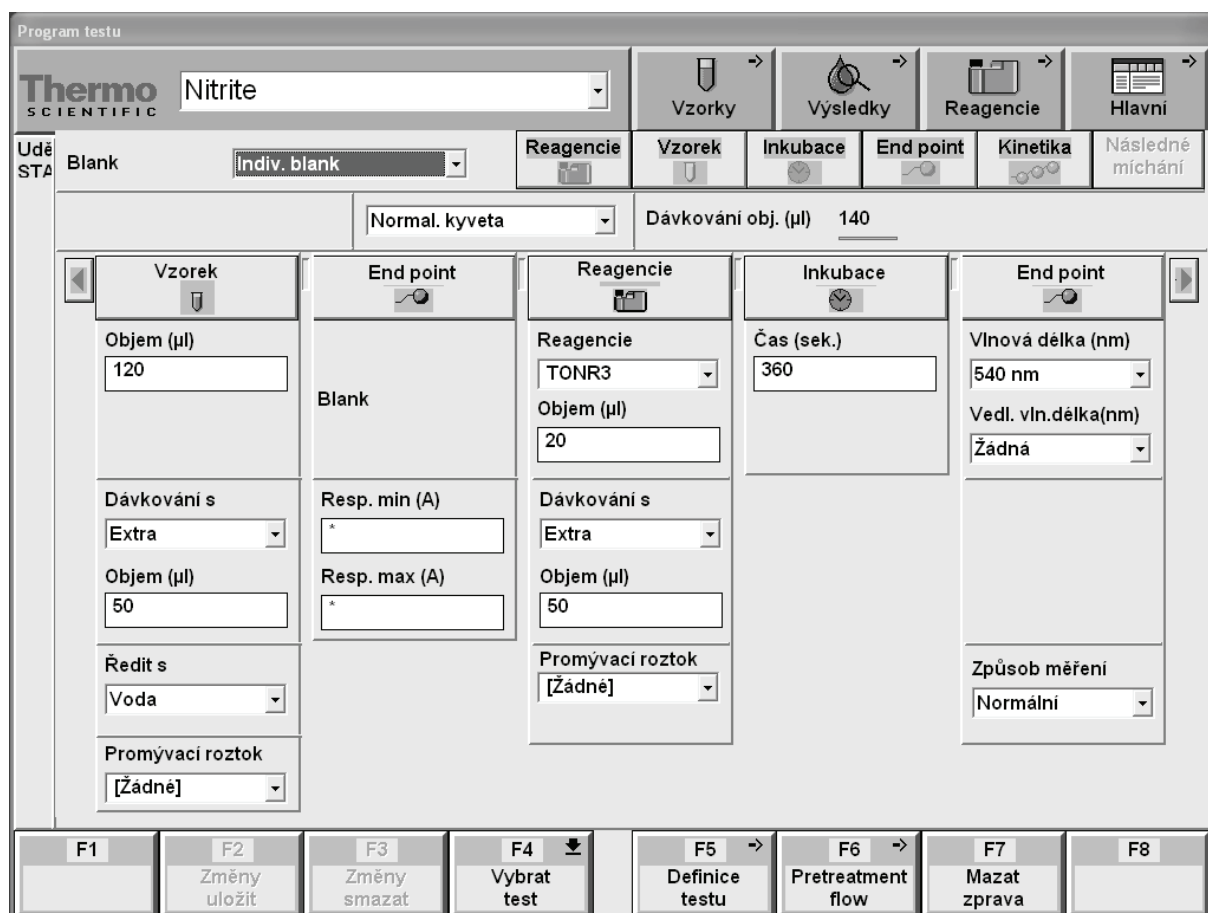 Program testu
Thermo
SCIENTIFIC
Nitrite
Vzorky
Výsledky
Reagencie
Hlavní
Udě
STA
Blank
Indiv. blank
Reagencie
Vzorek
Inkubace
End point
Kinetika
Následné
míchání
Normal. kyveta
Dávkování obj. (µl) 140
Vzorek
End point
Reagencie
Inkubace
End point
Objem (µl)
120
Blank
Reagencie
TONR3
Objem (µl)
20
Čas (sek.)
360
Vlnová délka (nm)
540 nm
Vedl. vln.délka(nm)
Žádná
Dávkování s
Extra
Objem (µl)
50
Resp. min (A)
*
Resp. max (A)
*
Dávkování s
Extra
Objem (µl)
50
Ředit s
Voda
Promývací roztok
[Žádné]
Způsob měření
Normální
Promývací roztok
[Žádné]
F1
F2
Změny
uložit
F3
Změny
smazat
F4
Vybrat
test
F5
Definice
testu
F6
Pretreatment
flow
F7
Mazat
zprava
F8